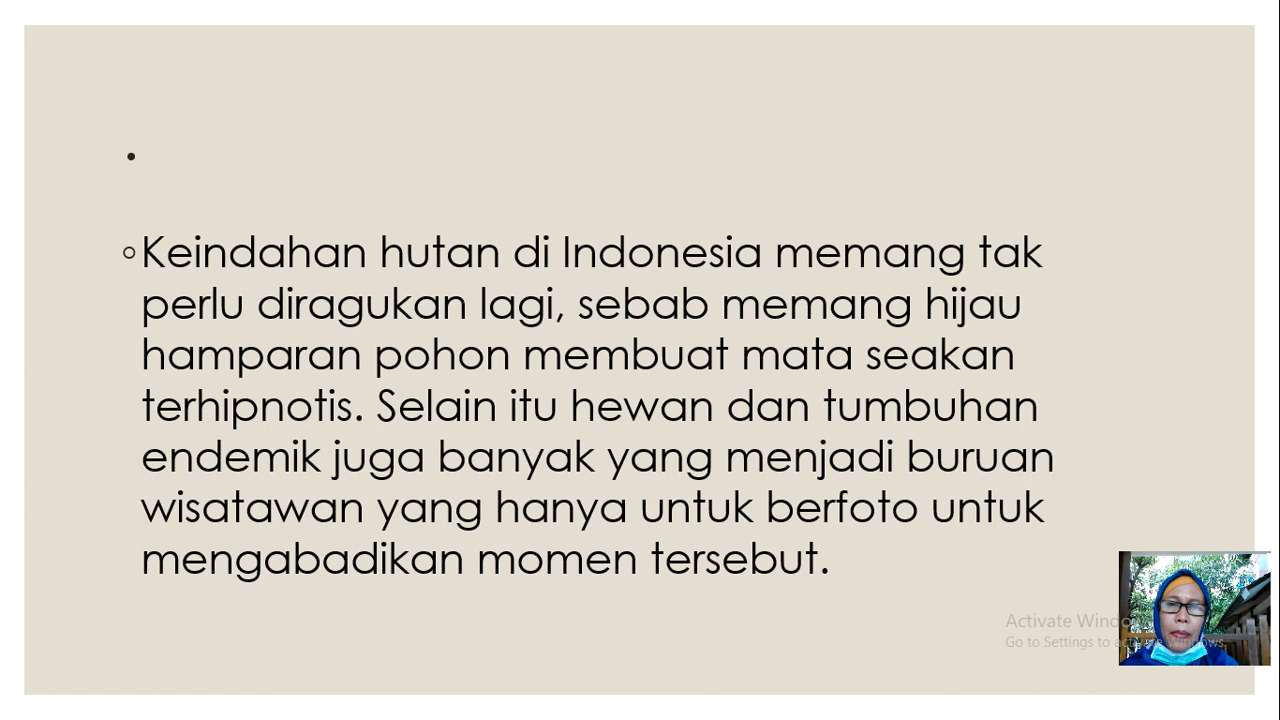 Keindahan hutan di Indonesia memang tak
perlu diragukan lagi, sebab memang hijau
hamparan pohon membuat mata seakan
terhipnotis. Selain itu hewan dan tumbuhan
endemik juga banyak yang menjadi buruan
wisatawan yang hanya untuk berfoto untuk
mengabadikan momen tersebut.
Activate Windo
Go to Settings to activate Windows.